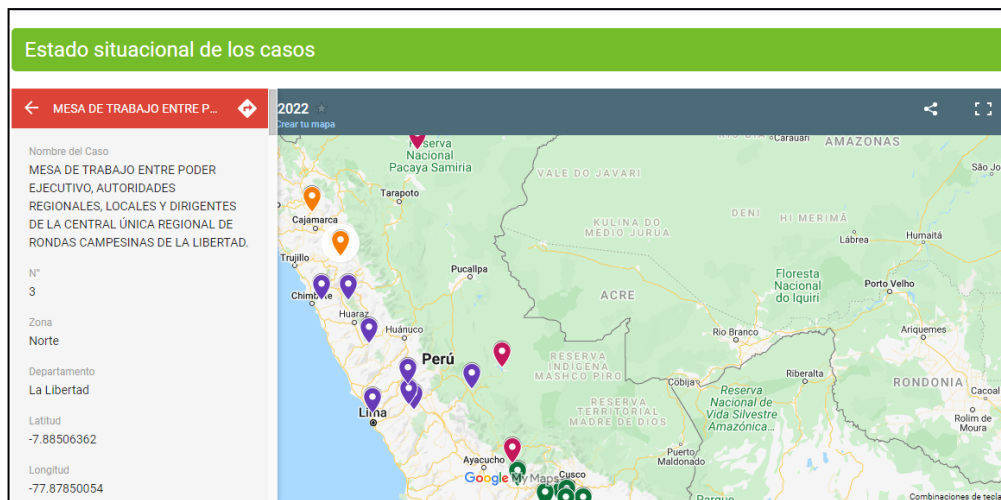 Estado situacional de los casos
MESA DE TRABAJO ENTRE P...
Nombre del Caso
MESA DE TRABAJO ENTRE PODER
EJECUTIVO, AUTORIDADES
REGIONALES, LOCALES Y DIRIGENTES
DE LA CENTRAL ÚNICA REGIONAL DE
RONDAS CAMPESINAS DE LA LIBERTAD.
N°
3
Zona
Norte
Departamento
La Libertad
Latitud
-7.88506362
Longitud
-77.87850054
2022
Crear tu mapa
Carauari
AMAZONAS
Reserva
Nacional
Pacaya Samiria
VALE DO JAVARI
São Jo
Tarapoto
Cajamarca
KULINA DO
MÉDIO JURUÁ
DENI
HI MERIMÃ
Lábrea
Humaitá
Trujillo
Pucallpa
Floresta
Nacional
do Iquiri
Porto Velho
ACRE
Huaraz
Huánuco
Rio Branco
Ariquemes
Perú
RESERVA
INDÍGENA
MASHCO PIRO
Cobija
Riberalta
RONDONIA
Cacoal
Reserva
Nacional de
Vida Silvestre
Amazónica...
RESERVA
TERRITORIAL
MADRE DE DIOS
Rolim de
Moura
Lima
Puerto
Maldonado
Ayacucho
Cusco
Google My Maps
Parque
Combinaciones de tecla